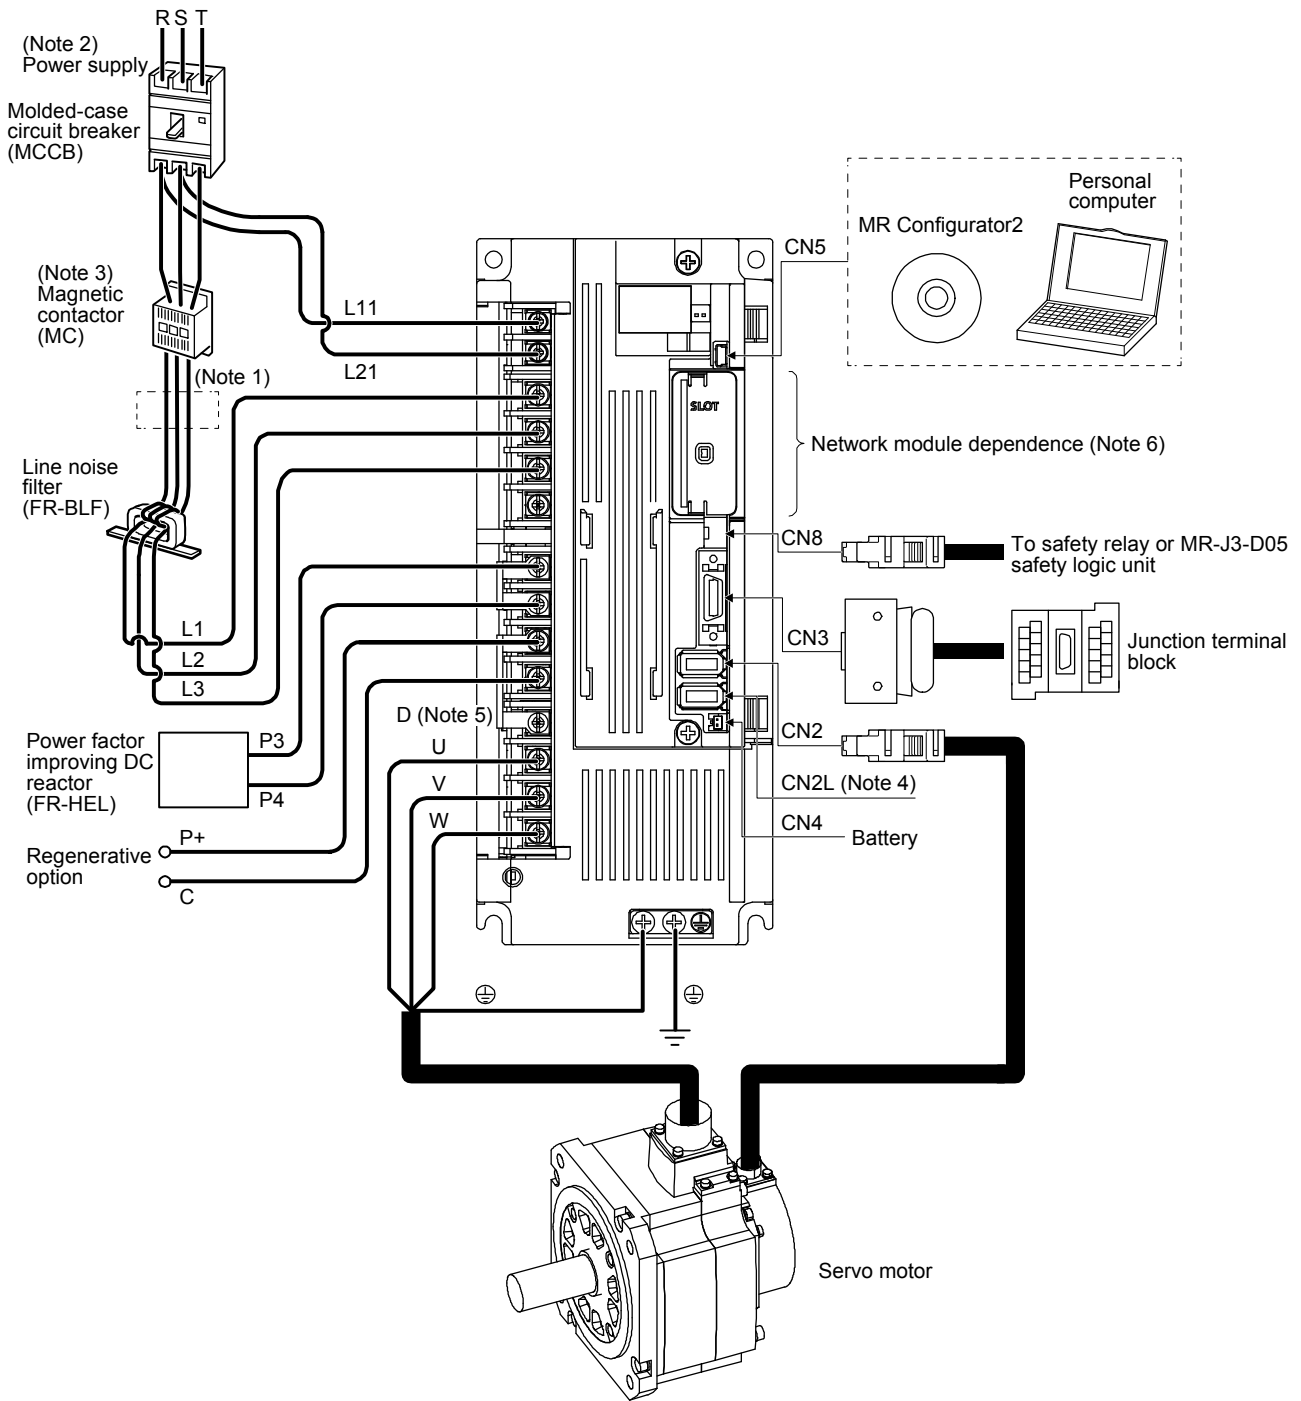 R S T
(Note 2)
Power supply
Molded-case
circuit breaker
(MCCB)
(Note 3)
Magnetic
contactor
(MC)
(Note 1)
Line noise
filter
(FR-BLF)
L11
L21
L1
L2
L3
Power factor
improving DC
reactor
(FR-HEL)
P3
P4
Regenerative
option
P+
C
D (Note 5)
U
V
W
SLOT
CN5
MR Configurator2
Personal
computer
Network module dependence (Note 6)
CN8
To safety relay or MR-J3-D05
safety logic unit
CN3
Junction terminal
block
CN2
CN2L (Note 4)
CN4
Battery
Servo motor